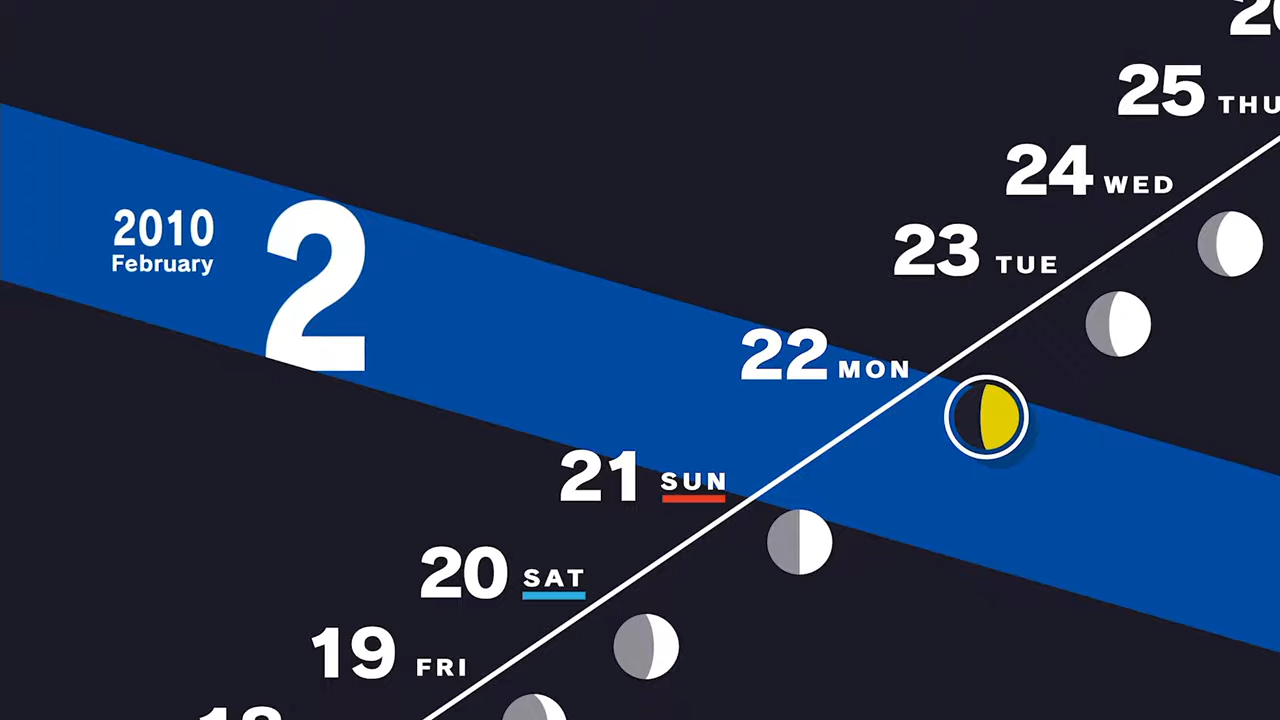 25 THU
24 WED
23 TUE
2010
February
2
22 MON
21 SUN
20 SAT
19 FRI